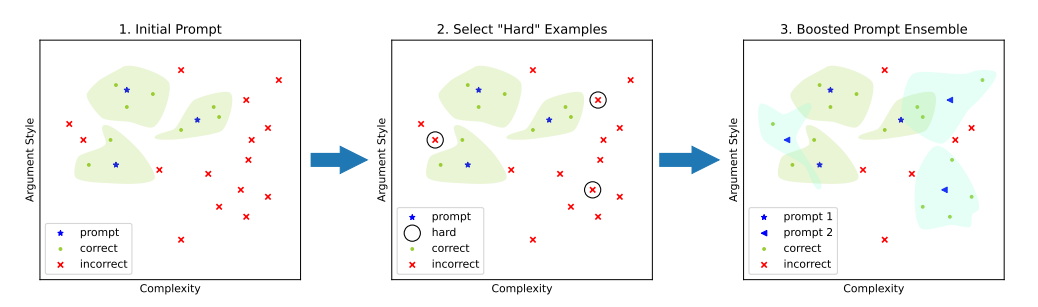 1. Initial Prompt
Argument Style
prompt
correct
incorrect
Complexity
2. Select "Hard" Examples
Argument Style
prompt
hard
correct
incorrect
Complexity
3. Boosted Prompt Ensemble
Argument Style
prompt 1
prompt 2
correct
incorrect
Complexity